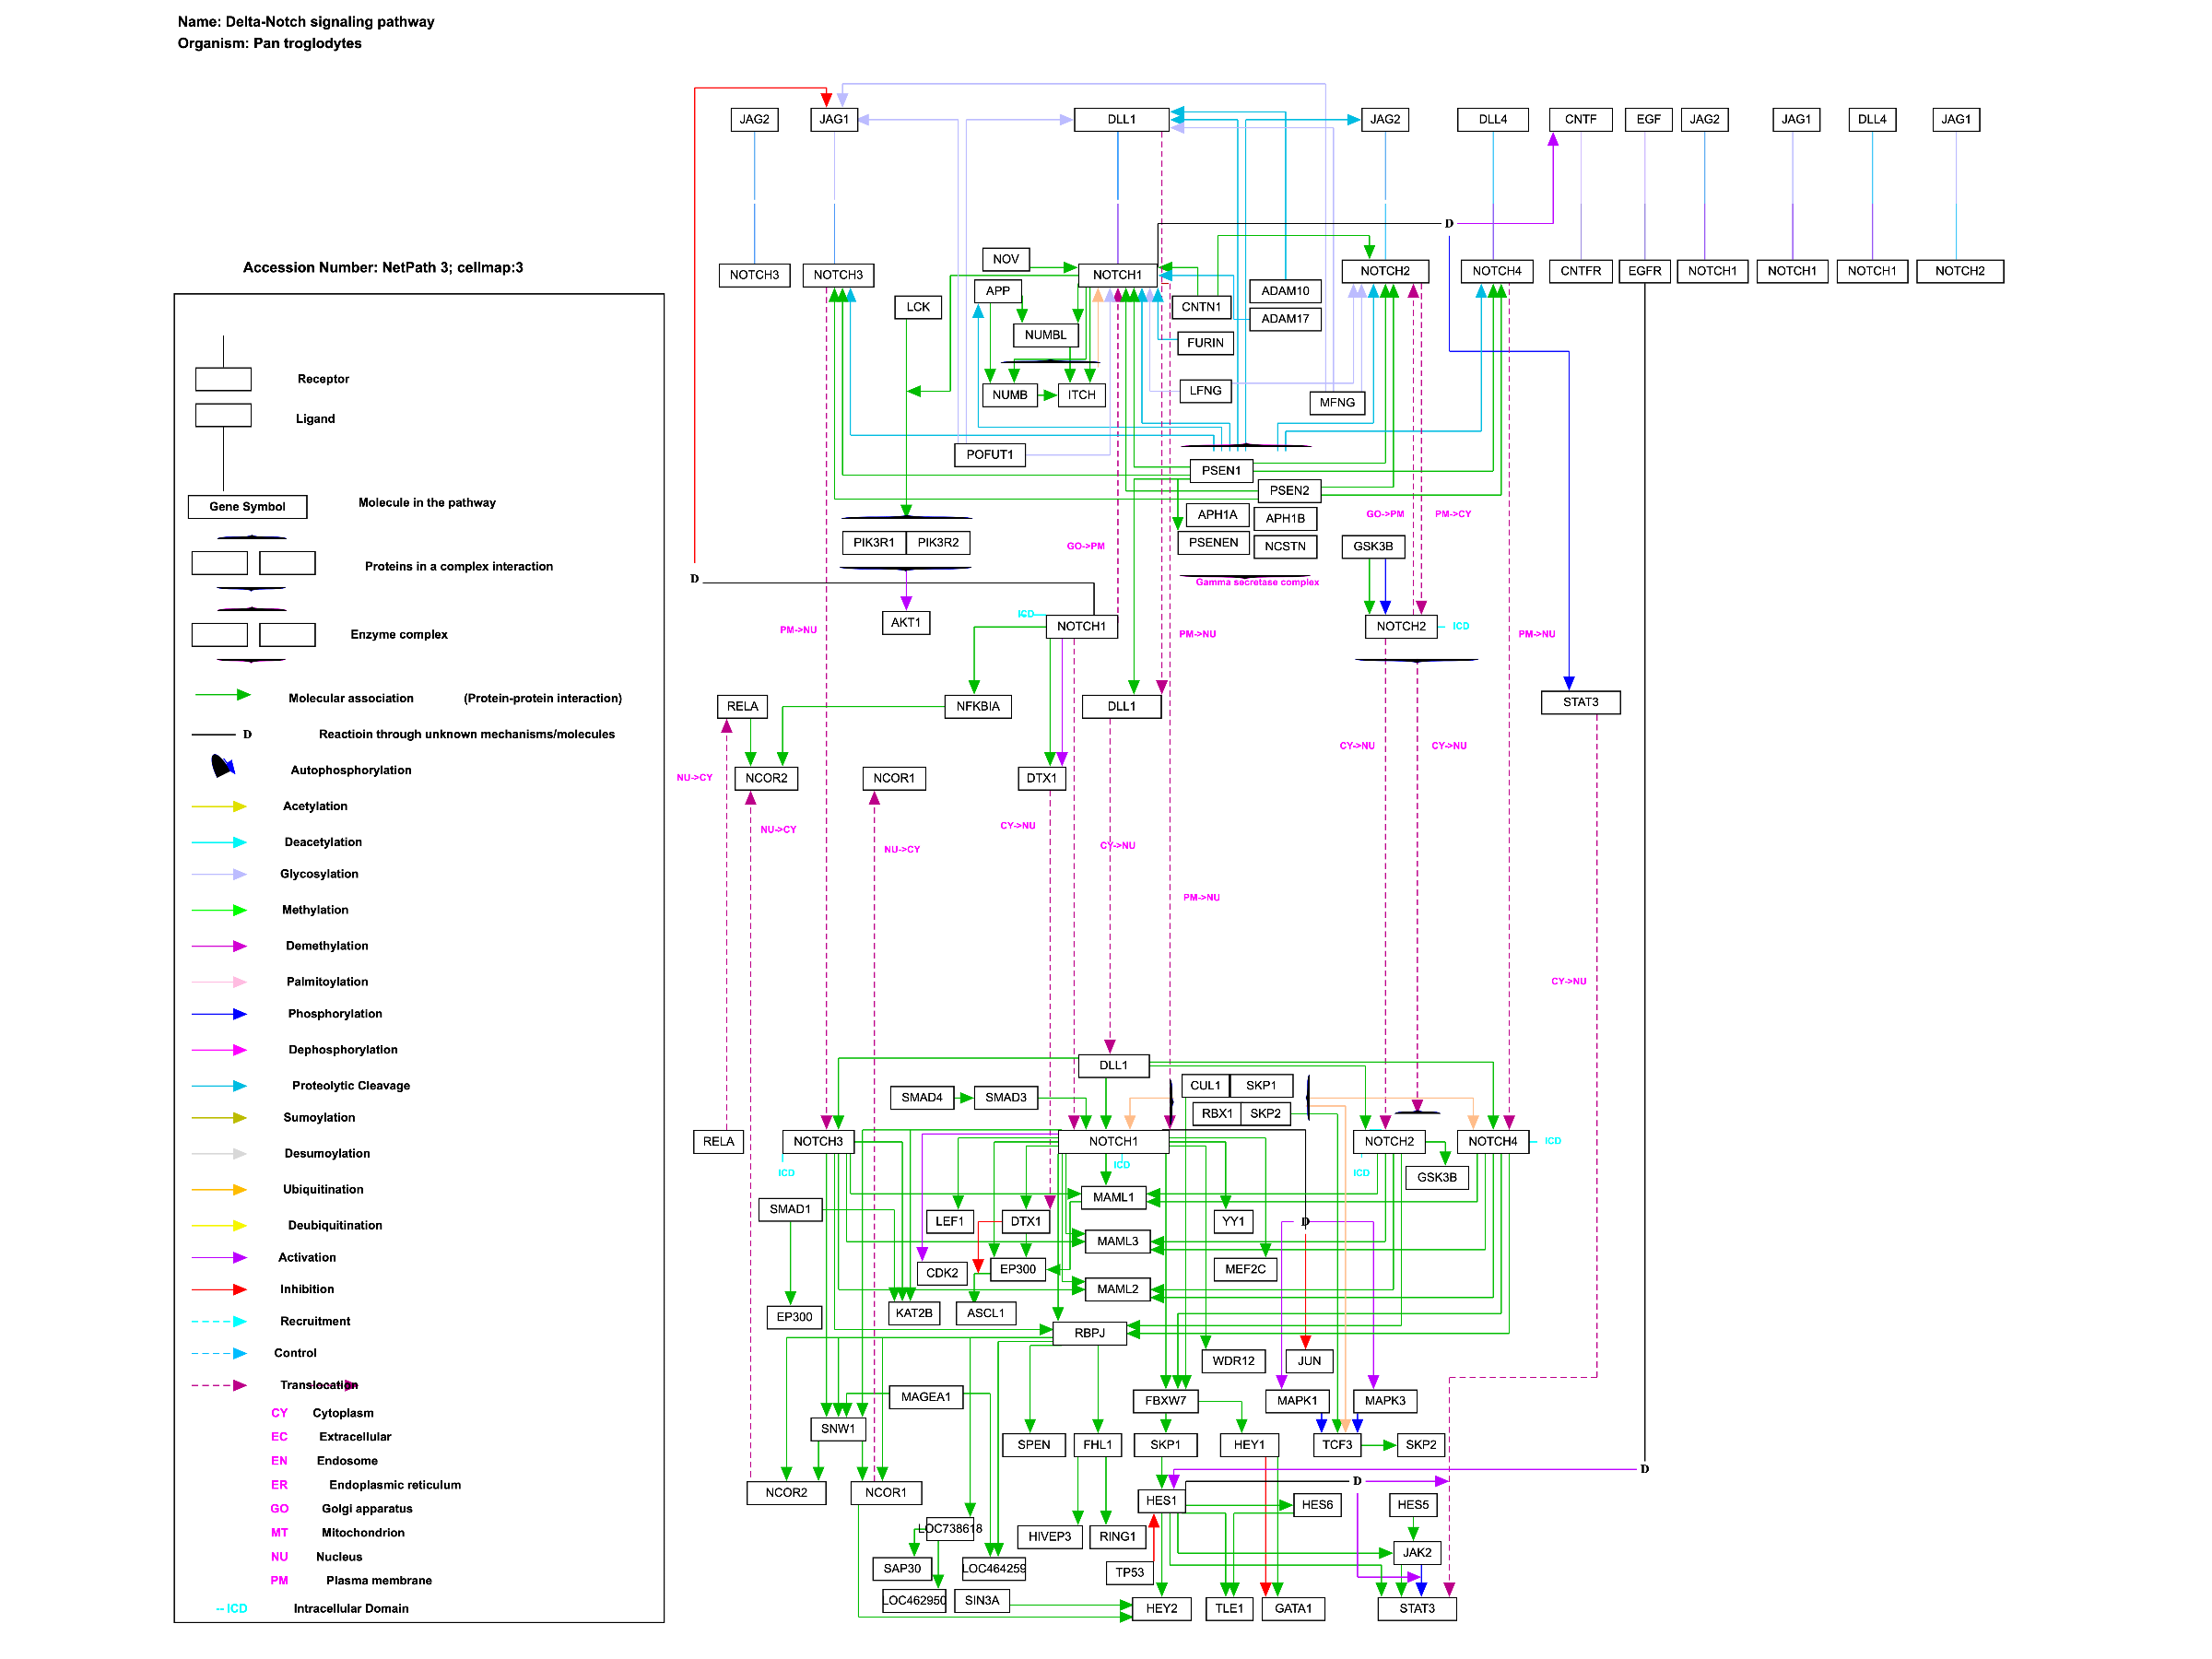 Name: Delta-Notch signaling pathway
Organism: Pan troglodytes
JAG2
JAG1
DLL1
JAG2
DLL4
CNTF
EGF
JAG2
JAG1
DLL4
JAG1
D
NOV
Accession Number: NetPath 3; cellmap:3
NOTCH3
NOTCH3
NOTCH1
NOTCH2
NOTCH4
CNTFR
EGFR
NOTCH1
NOTCH1
NOTCH1
NOTCH2
APP
ADAM10
LCK
CNTN1
ADAM17
NUMBL
FURIN
Receptor
NUMB
ITCH
LFNG
MFNG
Ligand
POFUT1
PSEN1
PSEN2
Gene Symbol
Molecule in the pathway
APH1A
APH1B
GO->PM
PM->CY
PIK3R1
PIK3R2
GO->PM
PSENEN
NCSTN
GSK3B
Proteins in a complex interaction
D
Gamma secretase complex
ICD
AKT1
NOTCH1
NOTCH2
ICD
Enzyme complex
PM->NU
PM->NU
PM->NU
Molecular association
(Protein-protein interaction)
RELA
NFKBIA
DLL1
STAT3
D
Reactioin through unknown mechanisms/molecules
CY->NU
CY->NU
Autophosphorylation
NU->CY
NCOR2
NCOR1
DTX1
Acetylation
NU->CY
CY->NU
Deacetylation
NU->CY
CY->NU
Glycosylation
Methylation
PM->NU
Demethylation
Palmitoylation
CY->NU
Phosphorylation
Dephosphorylation
DLL1
Proteolytic Cleavage
SMAD4
SMAD3
CUL1
SKP1
Sumoylation
RBX1
SKP2
Desumoylation
RELA
NOTCH3
NOTCH1
NOTCH2
NOTCH4
ICD
ICD
ICD
ICD
GSK3B
Ubiquitination
MAML1
SMAD1
LEF1
DTX1
YY1
D
Deubiquitination
MAML3
Activation
CDK2
EP300
MEF2C
Inhibition
MAML2
EP300
KAT2B
ASCL1
Recruitment
RBPJ
Control
WDR12
JUN
Translocation
MAGEA1
FBXW7
MAPK1
MAPK3
CY
Cytoplasm
SNW1
EC
Extracellular
SPEN
FHL1
SKP1
HEY1
TCF3
SKP2
EN
Endosome
D
ER
Endoplasmic reticulum
D
NCOR2
NCOR1
HES1
HES6
HES5
GO
Golgi apparatus
LOC738618
HIVEP3
RING1
MT
Mitochondrion
NU
Nucleus
JAK2
SAP30
LOC464259
TP53
PM
Plasma membrane
LOC462950
SIN3A
HEY2
TLE1
GATA1
STAT3
-- ICD
Intracellular Domain